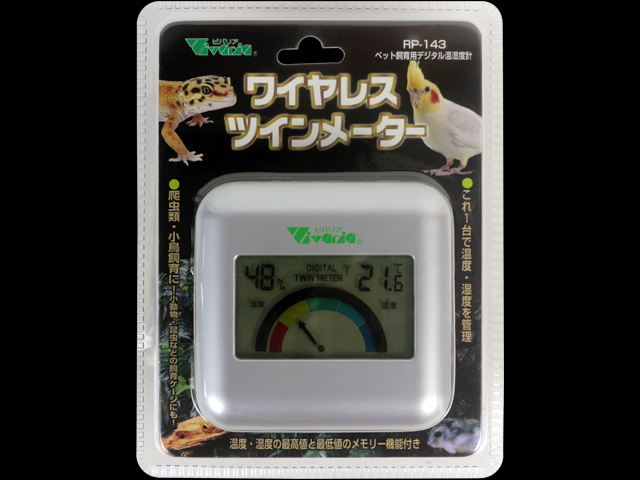 ビバリア
Vivaria®
RP-143
ペット飼育用デジタル温湿度計
ワイヤレス
ツインメーター
●爬虫類・小鳥飼育に!
小動物・昆虫などの飼育ケージにも!
●これ1台で温度・湿度を管理
ビバリア
Vivaria®
48% DIGITAL 21.6℃
TWIN METER
湿度 温度
温度・湿度の最高値と最低値のメモリー機能付き